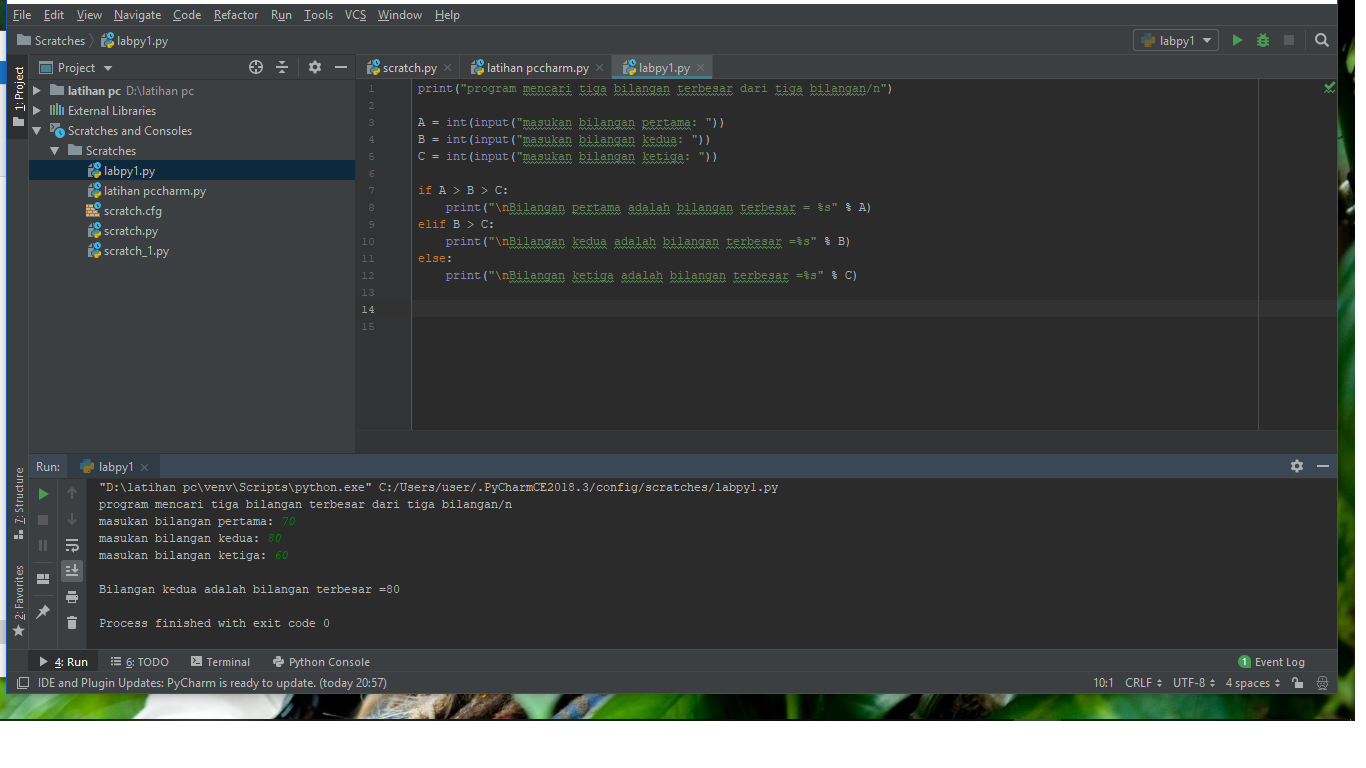 File Edit View Navigate Code Refactor Run Tools VCS Window Help
Scratches labpy1.py labpy1
1: Project
Project
latihan pc D:\latihan pc
External Libraries
Scratches and Consoles
Scratches
labpy1.py
latihan pccharm.py
scratch.cfg
scratch.py
scratch_1.py
scratch.py latihan pccharm.py labpy1.py
1 print("program mencari tiga bilangan terbesar dari tiga bilangan/n")
2
3 A = int(input("masukan bilangan pertama: "))
4 B = int(input("masukan bilangan kedua: "))
5 C = int(input("masukan bilangan ketiga: "))
6
7 if A > B > C:
8 print("\nBilangan pertama adalah bilangan terbesar = %s" % A)
9 elif B > C:
10 print("\nBilangan kedua adalah bilangan terbesar =%s" % B)
11 else:
12 print("\nBilangan ketiga adalah bilangan terbesar =%s" % C)
13
14
15
7: Structure
2: Favorites
Run: labpy1
"D:\latihan pc\venv\Scripts\python.exe" C:/Users/user/.PyCharmCE2018.3/config/scratches/labpy1.py
program mencari tiga bilangan terbesar dari tiga bilangan/n
masukan bilangan pertama: 70
masukan bilangan kedua: 80
masukan bilangan ketiga: 60
Bilangan kedua adalah bilangan terbesar =80
Process finished with exit code 0
4: Run 6: TODO Terminal Python Console 1 Event Log
IDE and Plugin Updates: PyCharm is ready to update. (today 20:57) 10:1 CRLF UTF-8 4 spaces